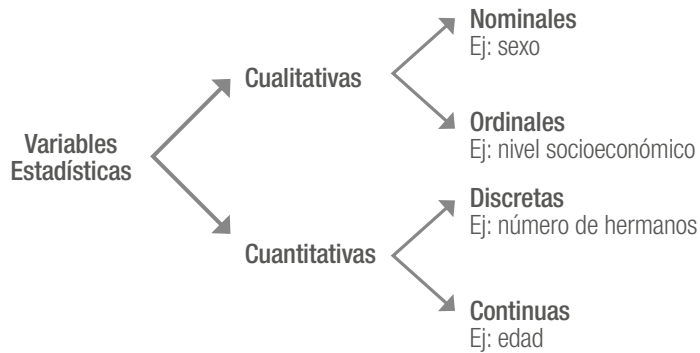 Variables
Estadísticas
Cualitativas
Nominales
Ej: sexo
Ordinales
Ej: nivel socioeconómico
Cuantitativas
Discretas
Ej: número de hermanos
Continuas
Ej: edad